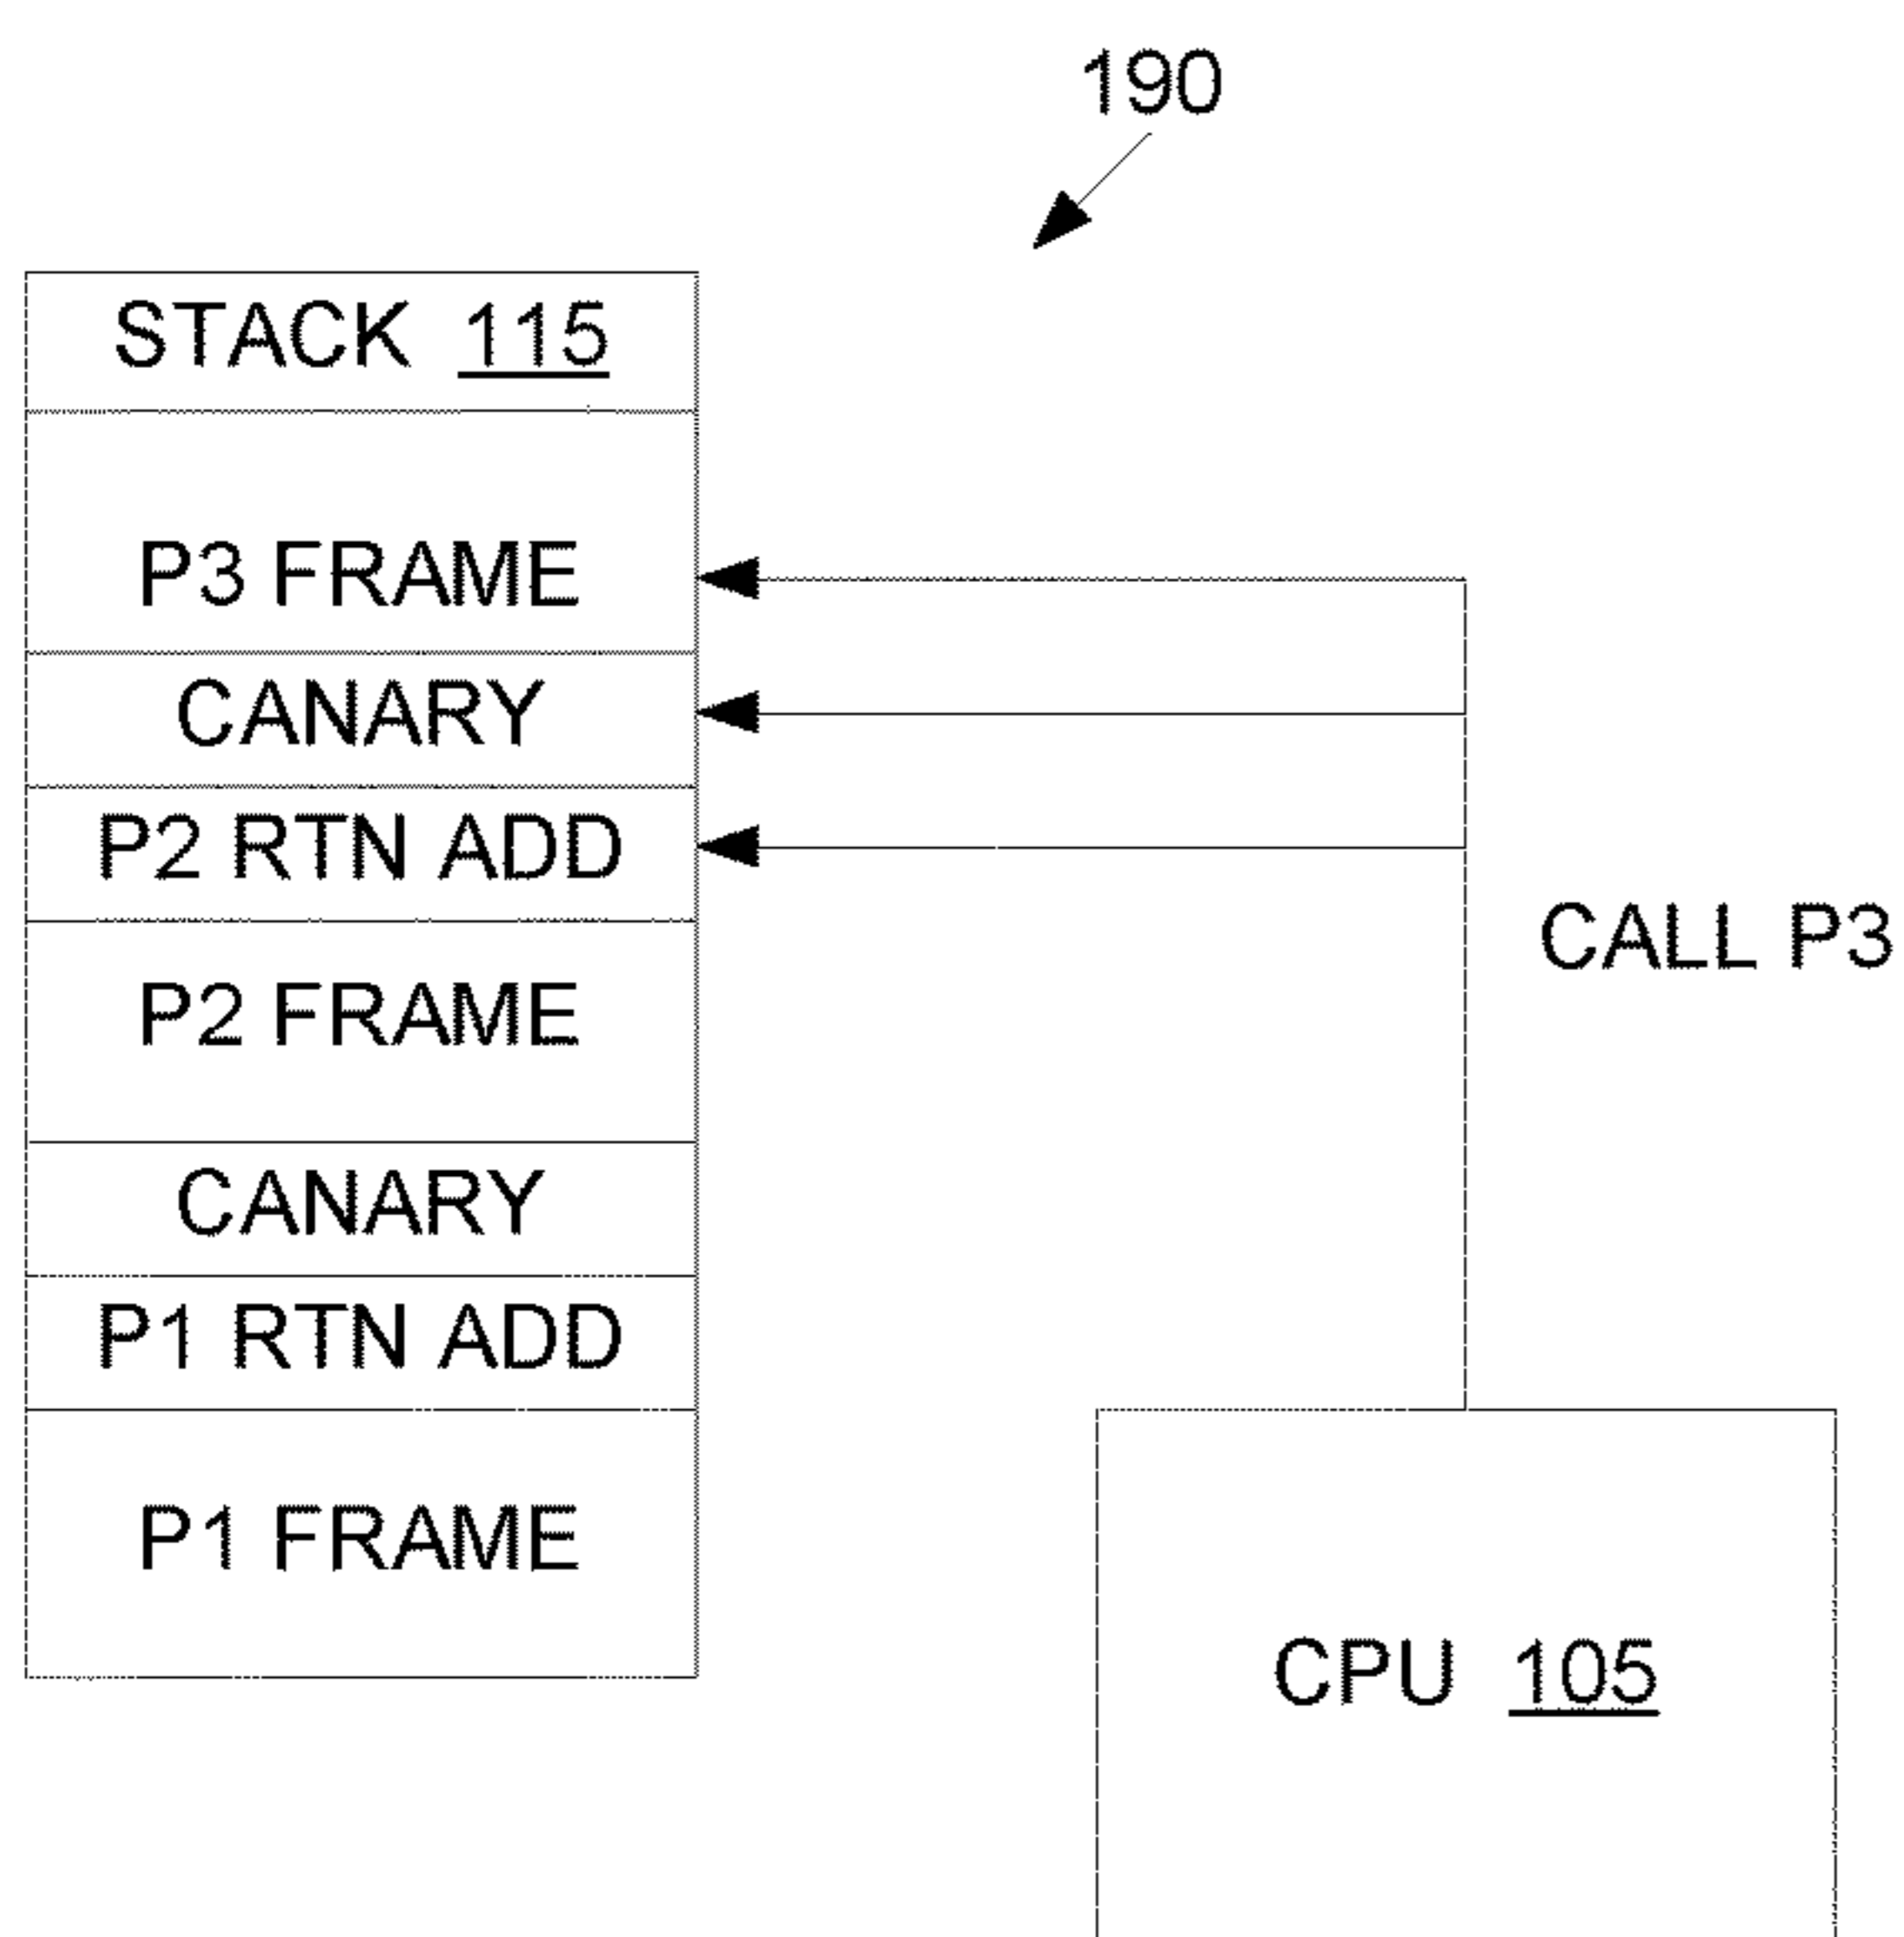 190
STACK 115
P3 FRAME
CANARY
P2 RTN ADD
CALL P3
P2 FRAME
CANARY
P1 RTN ADD
P1 FRAME
CPU 105